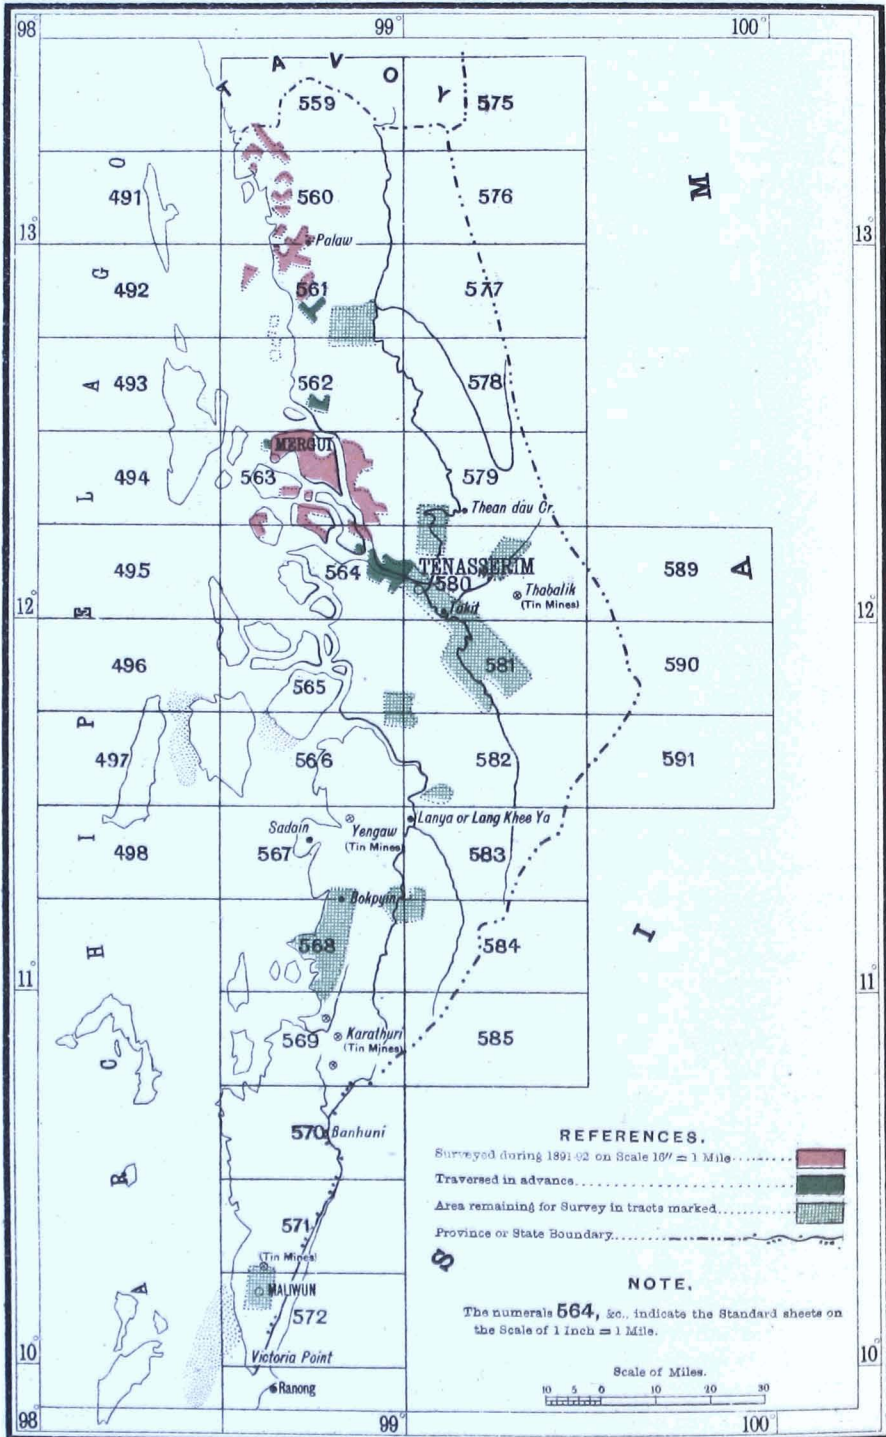 98° 99° 100°
TAVOY
559 575
491 560 576
M
13° 13°
Palaw
492 561 577
493 562 578
MERGUI
494 563 579
Thean dau Cr.
495 564 TENASSERIM 589
580 Thabalik
(Tin Mines)
Takit
A
12° 12°
496 581 590
565
497 566 582 591
Lanya or Lang Khee Ya
Sadain Yengaw
(Tin Mines)
498 567 583
Bokpyin
568 584
I
11° 11°
569 Karathuri 585
(Tin Mines)
570 Banhuni
571
(Tin Mines)
MALIWUN
572
S
Victoria Point
Ranong
10° 10°
98° 99° 100°
ARCHIPELAGO
REFERENCES.
Surveyed during 1891-92 on Scale 16" = 1 Mile
Traversed in advance
Area remaining for Survey in tracts marked
Province or State Boundary
NOTE.
The numerals 564, &c., indicate the Standard sheets on
the Scale of 1 Inch = 1 Mile.
Scale of Miles.
10 5 0 10 20 30